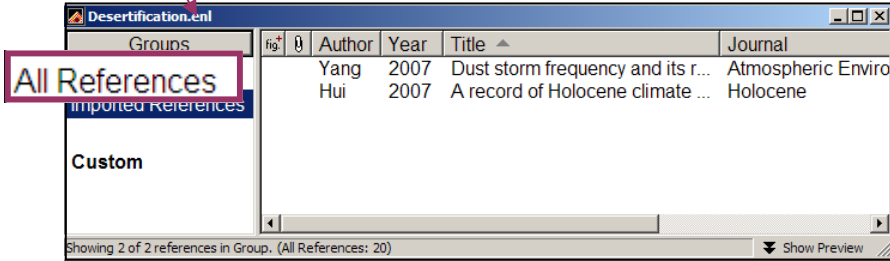 Desertification.enl
Groups
fig. Author Year Title Journal
All References
Yang 2007 Dust storm frequency and its r... Atmospheric Enviro
Hui 2007 A record of Holocene climate ... Holocene
Imported References
Custom
Showing 2 of 2 references in Group. (All References: 20)
Show Preview